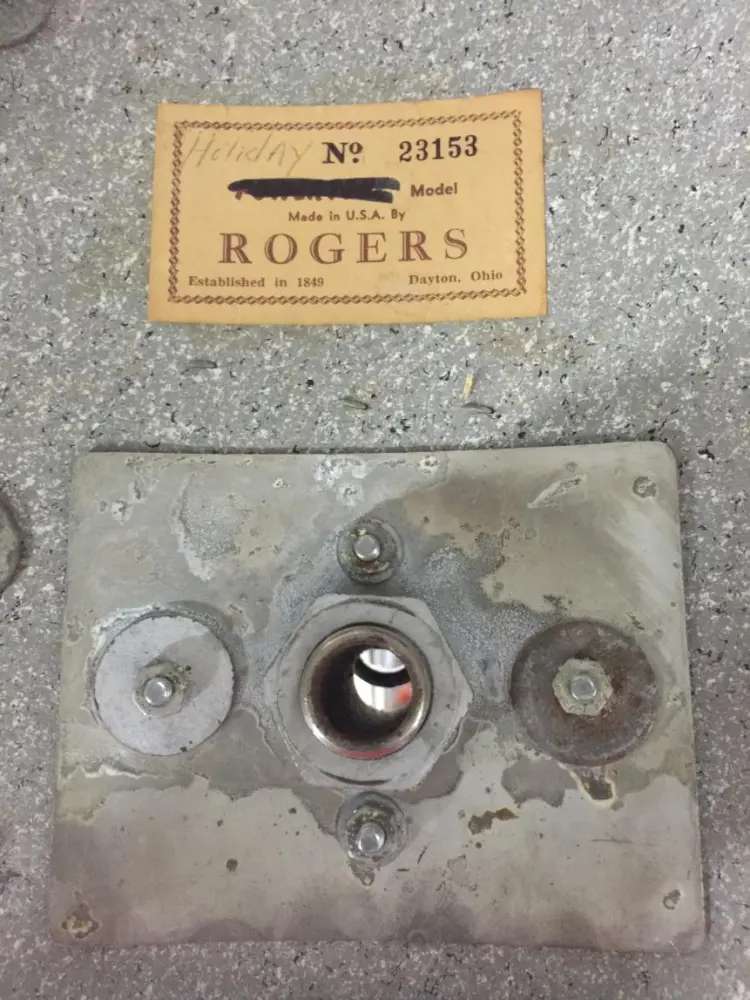 Holiday Nº 23153
Model
Made in U.S.A. By
ROGERS
Established in 1849 Dayton, Ohio